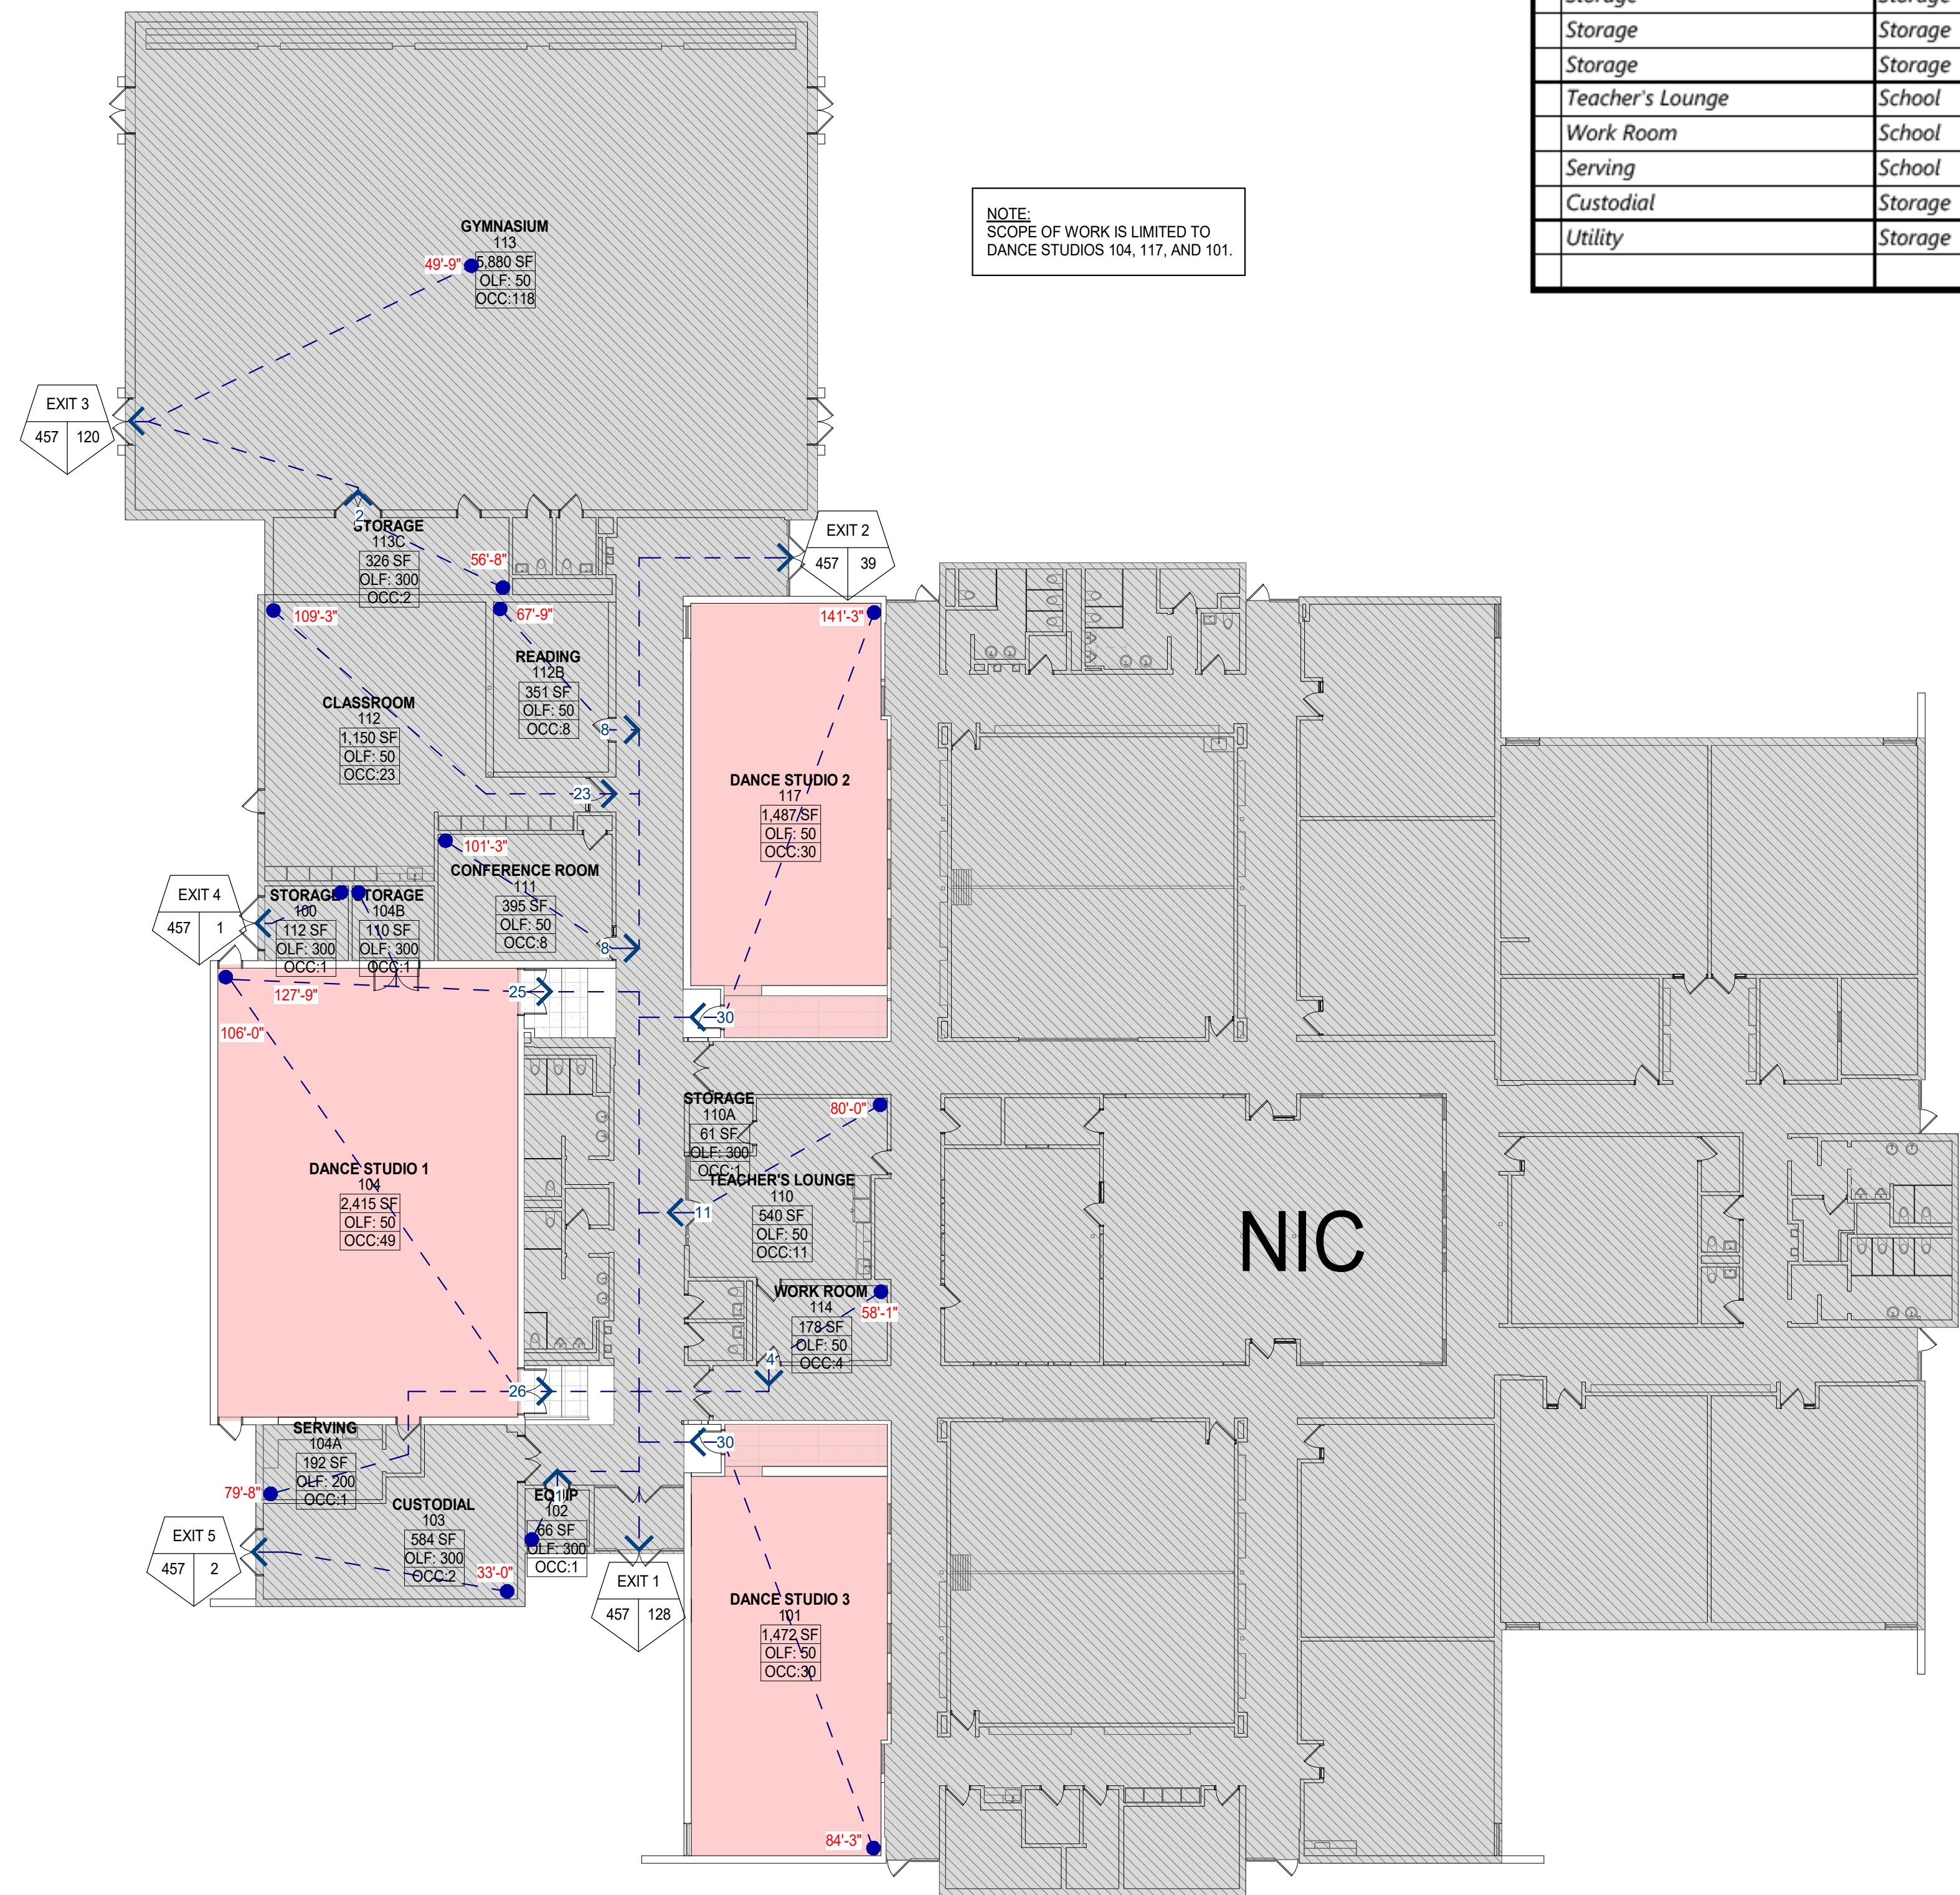 Storage Storage
Storage Storage
Teacher's Lounge School
Work Room School
Serving School
Custodial Storage
Utility Storage
NOTE:
SCOPE OF WORK IS LIMITED TO
DANCE STUDIOS 104, 117, AND 101.
GYMNASIUM
113
5,880 SF
OLF: 50
OCC:118
49'-9"
EXIT 3
457 120
2
STORAGE
113C
326 SF
OLF: 300
OCC:2
56'-8"
EXIT 2
457 39
109'-3"
67'-9"
READING
112B
351 SF
OLF: 50
OCC:8
8
141'-3"
CLASSROOM
112
1,150 SF
OLF: 50
OCC:23
23
DANCE STUDIO 2
117
1,487 SF
OLF: 50
OCC:30
30
101'-3"
CONFERENCE ROOM
111
395 SF
OLF: 50
OCC:8
8
EXIT 4
457 1
STORAGE
100
112 SF
OLF: 300
OCC:1
STORAGE
104B
110 SF
OLF: 300
OCC:1
127'-9"
25
106'-0"
DANCE STUDIO 1
104
2,415 SF
OLF: 50
OCC:49
26
STORAGE
110A
61 SF
OLF: 300
OCC:1
80'-0"
11
TEACHER'S LOUNGE
110
540 SF
OLF: 50
OCC:11
NIC
WORK ROOM
114
178 SF
OLF: 50
OCC:4
58'-1"
4
SERVING
104A
192 SF
OLF: 200
OCC:1
79'-8"
CUSTODIAL
103
584 SF
OLF: 300
OCC:2
33'-0"
EXIT 5
457 2
EQUIP
102
66 SF
OLF: 300
OCC:1
1
EXIT 1
457 128
30
DANCE STUDIO 3
101
1,472 SF
OLF: 50
OCC:30
84'-3"